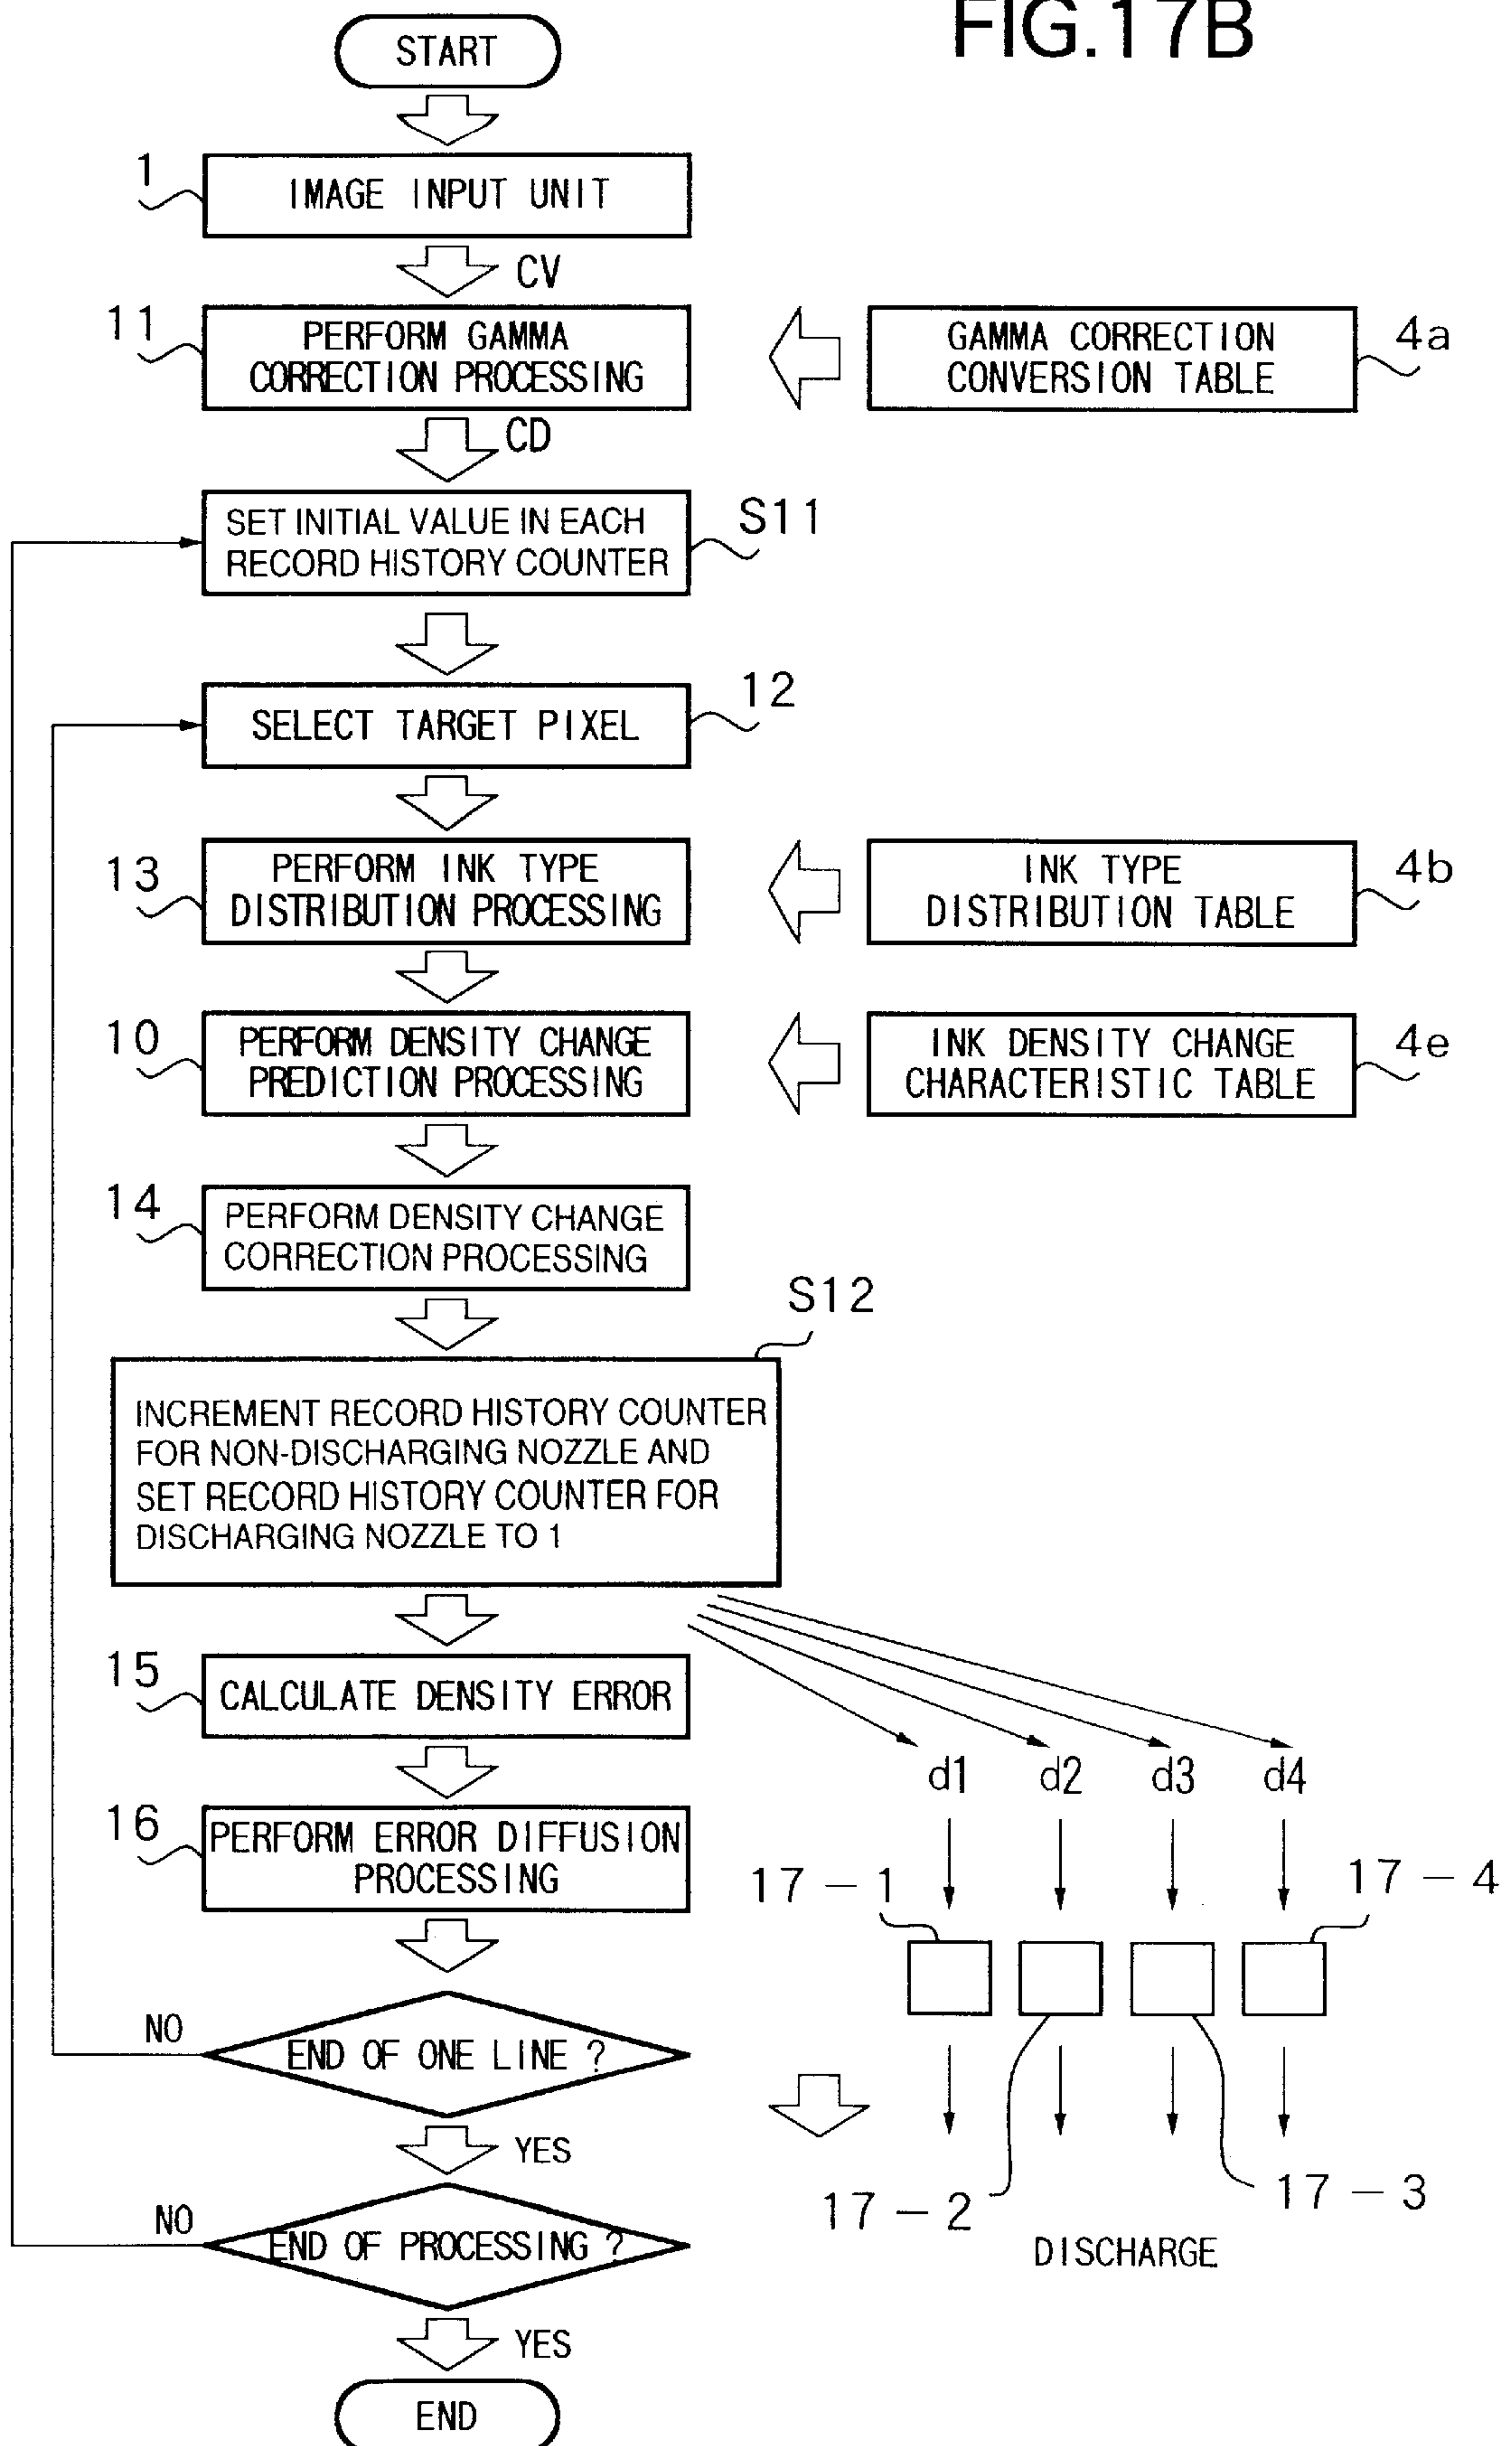 FIG.17B
START
1
IMAGE INPUT UNIT
CV
11
PERFORM GAMMA
CORRECTION PROCESSING
GAMMA CORRECTION
CONVERSION TABLE
4a
CD
SET INITIAL VALUE IN EACH
RECORD HISTORY COUNTER
S11
SELECT TARGET PIXEL
12
13
PERFORM INK TYPE
DISTRIBUTION PROCESSING
INK TYPE
DISTRIBUTION TABLE
4b
10
PERFORM DENSITY CHANGE
PREDICTION PROCESSING
INK DENSITY CHANGE
CHARACTERISTIC TABLE
4e
14
PERFORM DENSITY CHANGE
CORRECTION PROCESSING
S12
INCREMENT RECORD HISTORY COUNTER
FOR NON-DISCHARGING NOZZLE AND
SET RECORD HISTORY COUNTER FOR
DISCHARGING NOZZLE TO 1
15
CALCULATE DENSITY ERROR
d1 d2 d3 d4
16
PERFORM ERROR DIFFUSION
PROCESSING
17-1
17-4
NO
END OF ONE LINE ?
YES
17-2
17-3
NO
END OF PROCESSING ?
DISCHARGE
YES
END